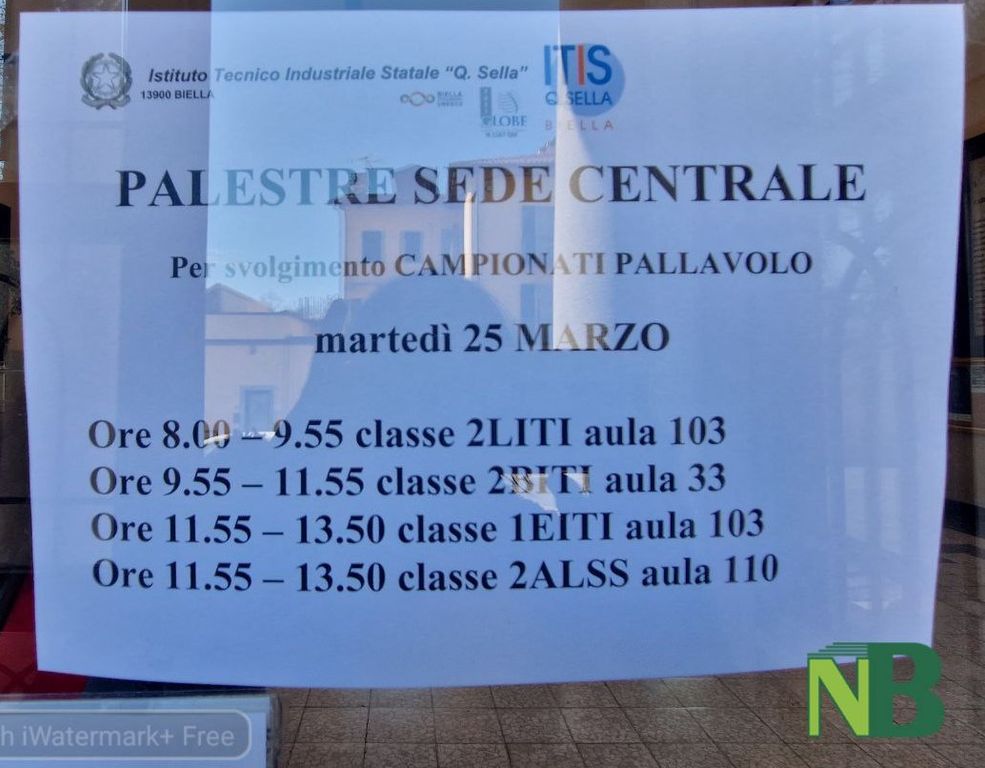 Istituto Tecnico Industriale Statale "Q. Sella"
13900 BIELLA
ITIS
Q. SELLA
BIELLA
BIELLA
GLOBE
PALESTRE SEDE CENTRALE
Per svolgimento CAMPIONATI PALLAVOLO
martedì 25 MARZO
Ore 8.00 – 9.55 classe 2LITI aula 103
Ore 9.55 – 11.55 classe 2BITI aula 33
Ore 11.55 – 13.50 classe 1EITI aula 103
Ore 11.55 – 13.50 classe 2ALSS aula 110
NB
h iWatermark+ Free